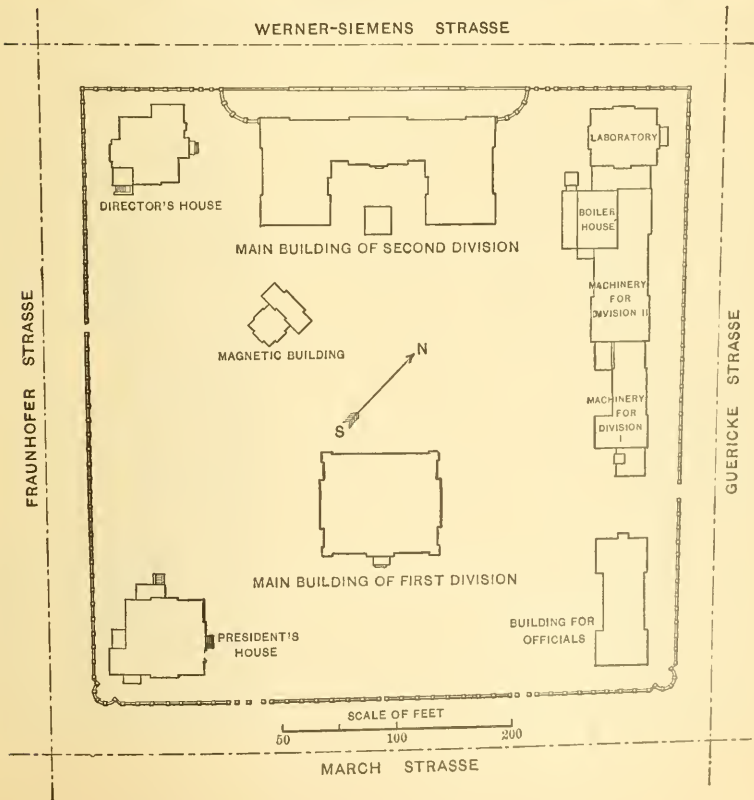 WERNER-SIEMENS STRASSE
LABORATORY
DIRECTOR'S HOUSE
BOILER
HOUSE
MAIN BUILDING OF SECOND DIVISION
MACHINERY
FOR
DIVISION II
MAGNETIC BUILDING
N
S
FRAUNHOFER STRASSE
GUERICKE STRASSE
MACHINERY
FOR
DIVISION
I
MAIN BUILDING OF FIRST DIVISION
PRESIDENT'S
HOUSE
BUILDING FOR
OFFICIALS
SCALE OF FEET
50 100 200
MARCH STRASSE